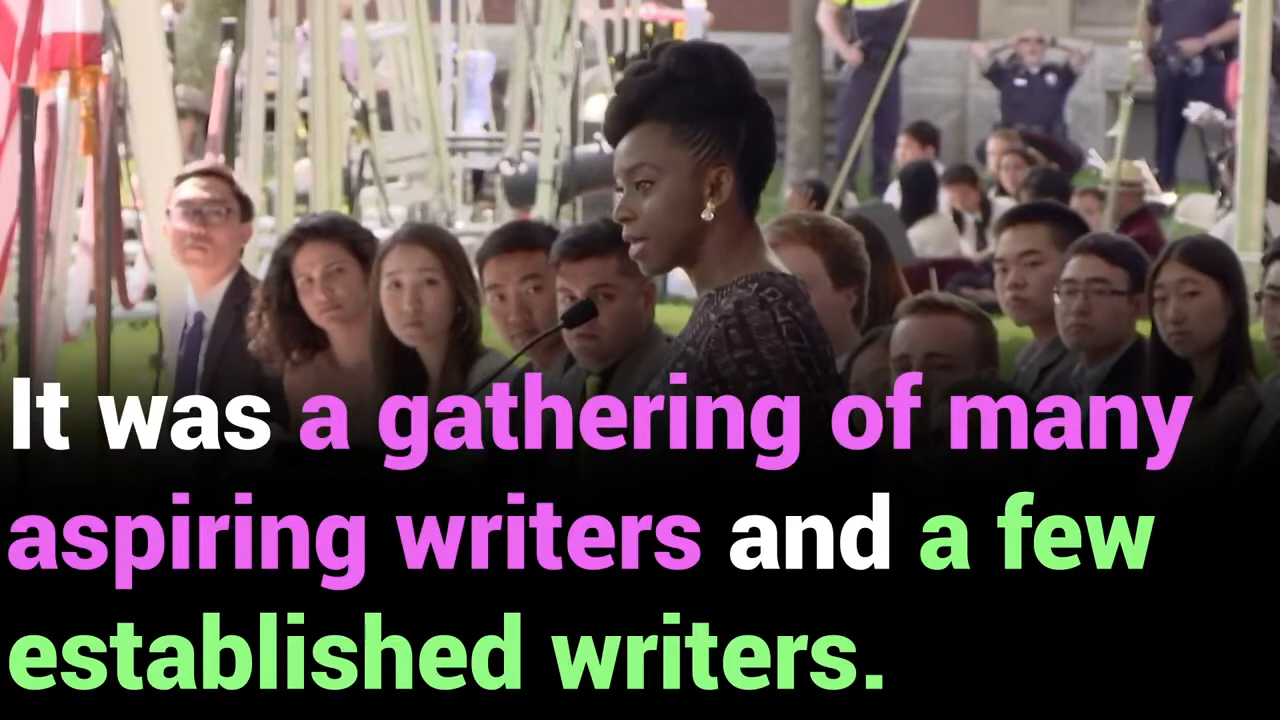 It was a gathering of many
aspiring writers and a few
established writers.